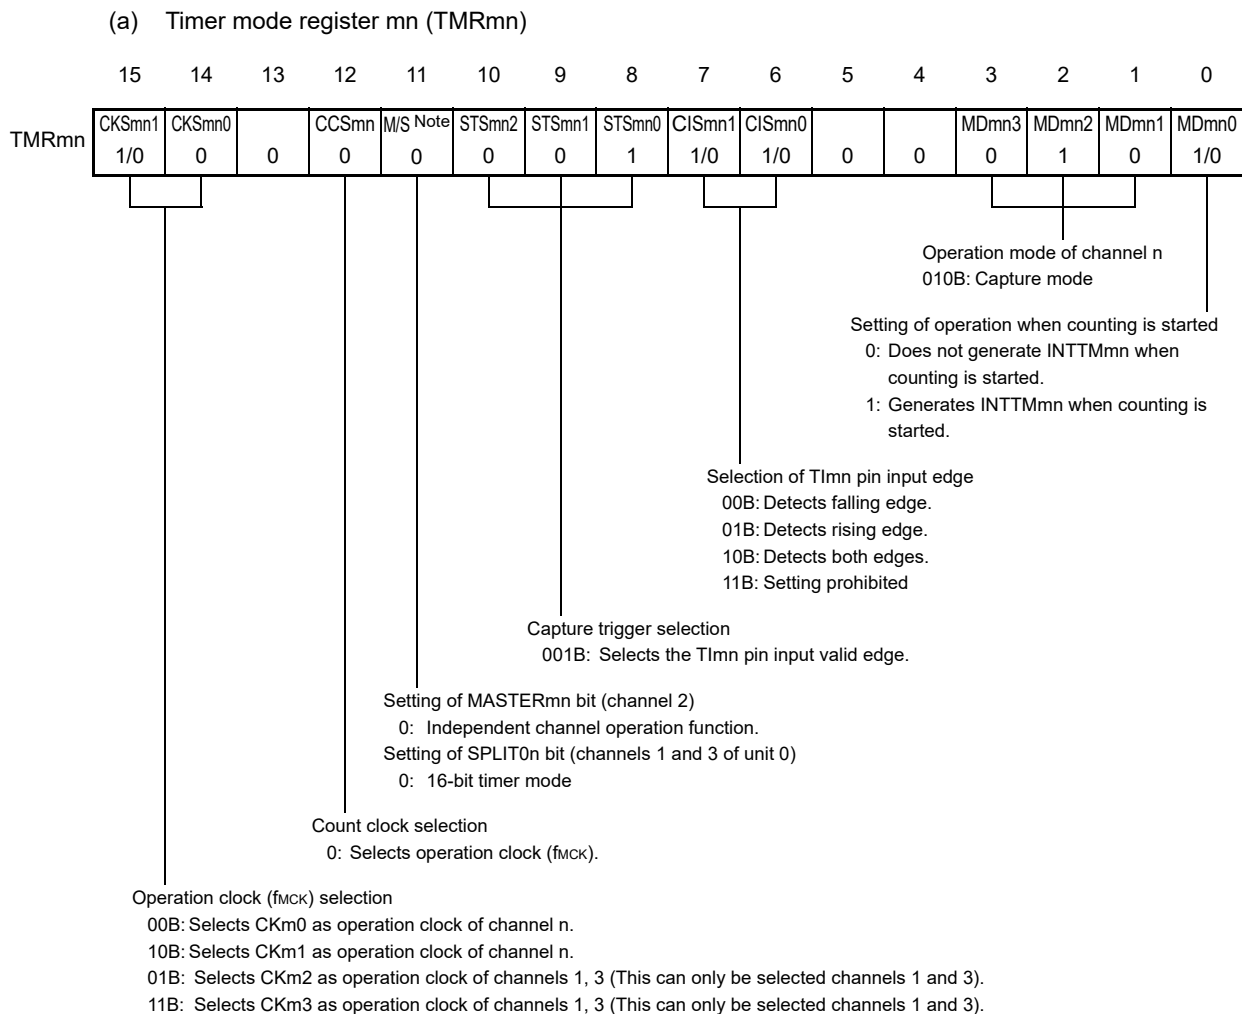 (a) Timer mode register mn (TMRmn)
15 14 13 12 11 10 9 8 7 6 5 4 3 2 1 0
TMRmn CKSmn1 CKSmn0 CCSmn M/S Note STSmn2 STSmn1 STSmn0 CISmn1 CISmn0 MDmn3 MDmn2 MDmn1 MDmn0
1/0 0 0 0 0 0 0 1 1/0 1/0 0 0 0 1 0 1/0
Operation mode of channel n
010B: Capture mode
Setting of operation when counting is started
0: Does not generate INTTMmn when
counting is started.
1: Generates INTTMmn when counting is
started.
Selection of TImn pin input edge
00B: Detects falling edge.
01B: Detects rising edge.
10B: Detects both edges.
11B: Setting prohibited
Capture trigger selection
001B: Selects the TImn pin input valid edge.
Setting of MASTERmn bit (channel 2)
0: Independent channel operation function.
Setting of SPLIT0n bit (channels 1 and 3 of unit 0)
0: 16-bit timer mode
Count clock selection
0: Selects operation clock (fMCK).
Operation clock (fMCK) selection
00B: Selects CKm0 as operation clock of channel n.
10B: Selects CKm1 as operation clock of channel n.
01B: Selects CKm2 as operation clock of channels 1, 3 (This can only be selected channels 1 and 3).
11B: Selects CKm3 as operation clock of channels 1, 3 (This can only be selected channels 1 and 3).